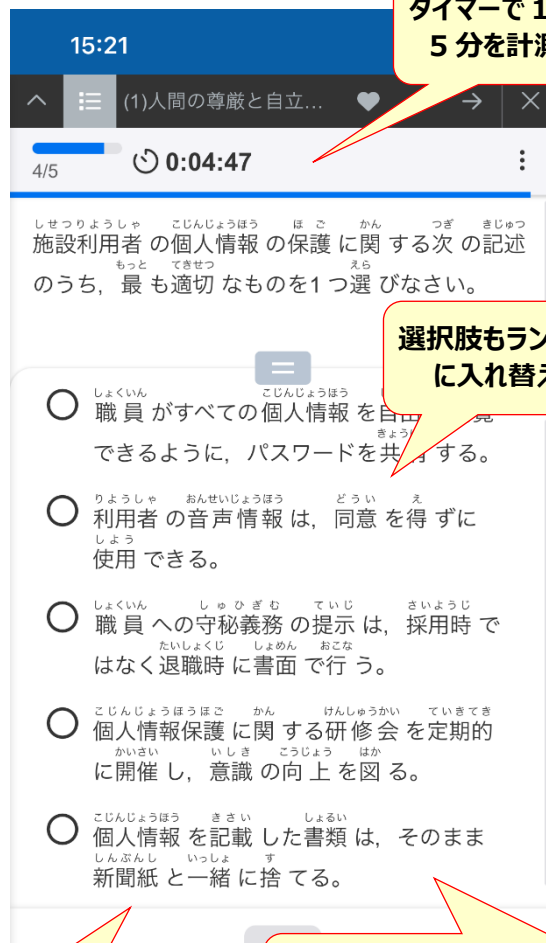 タイマーで1
5分を計測
15:21
(1)人間の尊厳と自立…
4/5
0:04:47
しせつりようしゃ こじんじょうほう ほご かん つぎ きじゅつ
施設利用者の個人情報の保護に関する次の記述
もっと てきせつ えら
のうち，最も適切なものを1つ選びなさい。
選択肢もラン
に入れ替え
しょくいん こじんじょうほう
職員がすべての個人情報を自由
できるように，パスワードを共有する。
りようしゃ おんせいじょうほう どうい え
利用者の音声情報は，同意を得ずに
しよう
使用できる。
しょくいん しゅひぎむ ていじ さいようじ
職員への守秘義務の提示は，採用時で
たいしょくじ しょめん おこな
はなく退職時に書面で行う。
こじんじょうほうほご かん けんしゅうかい ていきてき
個人情報保護に関する研修会を定期的
かいさい いしき こうじょう はか
に開催し，意識の向上を図る。
こじんじょうほう きさい しょるい
個人情報を記載した書類は，そのまま
しんぶんし いっしょ す
新聞紙と一緒に捨てる。